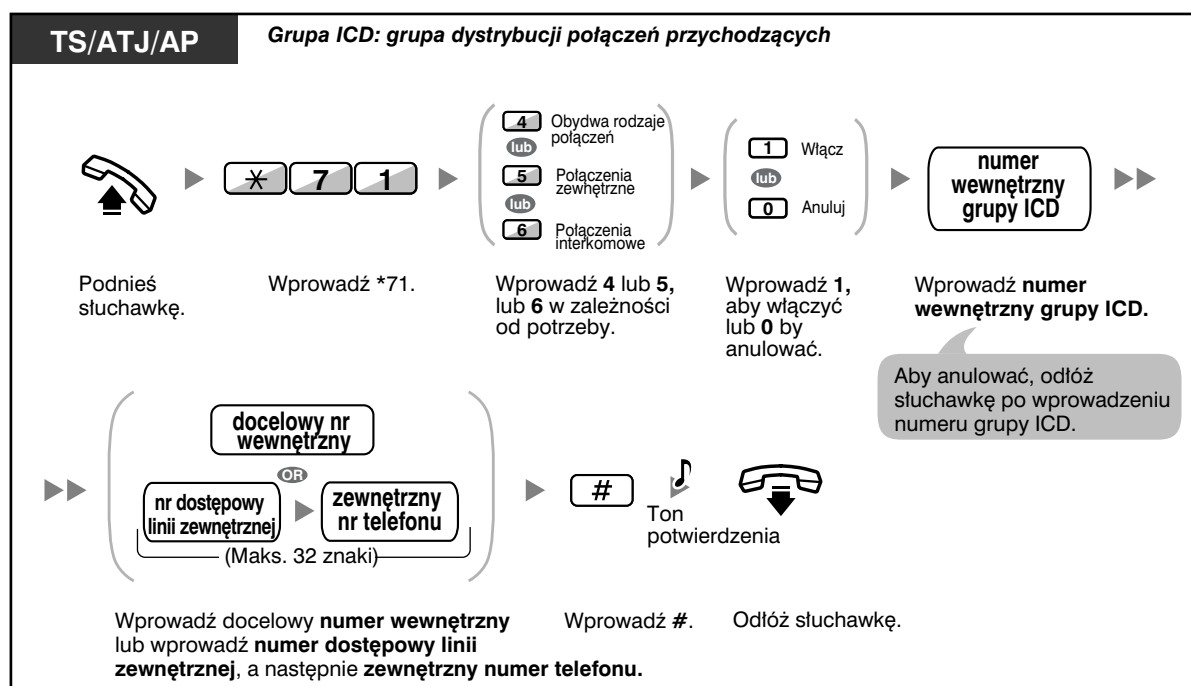 TS/ATJ/AP
Grupa ICD: grupa dystrybucji połączeń przychodzących
* 7 1
4 Obydwa rodzaje
połączeń
lub
5 Połączenia
zewnętrzne
lub
6 Połączenia
interkomowe
1 Włącz
lub
0 Anuluj
numer
wewnętrzny
grupy ICD
Podnieś
słuchawkę.
Wprowadź *71.
Wprowadź 4 lub 5,
lub 6 w zależności
od potrzeby.
Wprowadź 1,
aby włączyć
lub 0 by
anulować.
Wprowadź numer
wewnętrzny grupy ICD.
Aby anulować, odłóż
słuchawkę po wprowadzeniu
numeru grupy ICD.
docelowy nr
wewnętrzny
OR
nr dostępowy
linii zewnętrznej
zewnętrzny
nr telefonu
(Maks. 32 znaki)
#
Ton
potwierdzenia
Wprowadź docelowy numer wewnętrzny
lub wprowadź numer dostępowy linii
zewnętrznej, a następnie zewnętrzny numer telefonu.
Wprowadź #.
Odłóż słuchawkę.